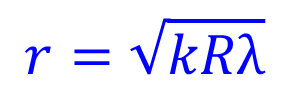 r = √kRλ